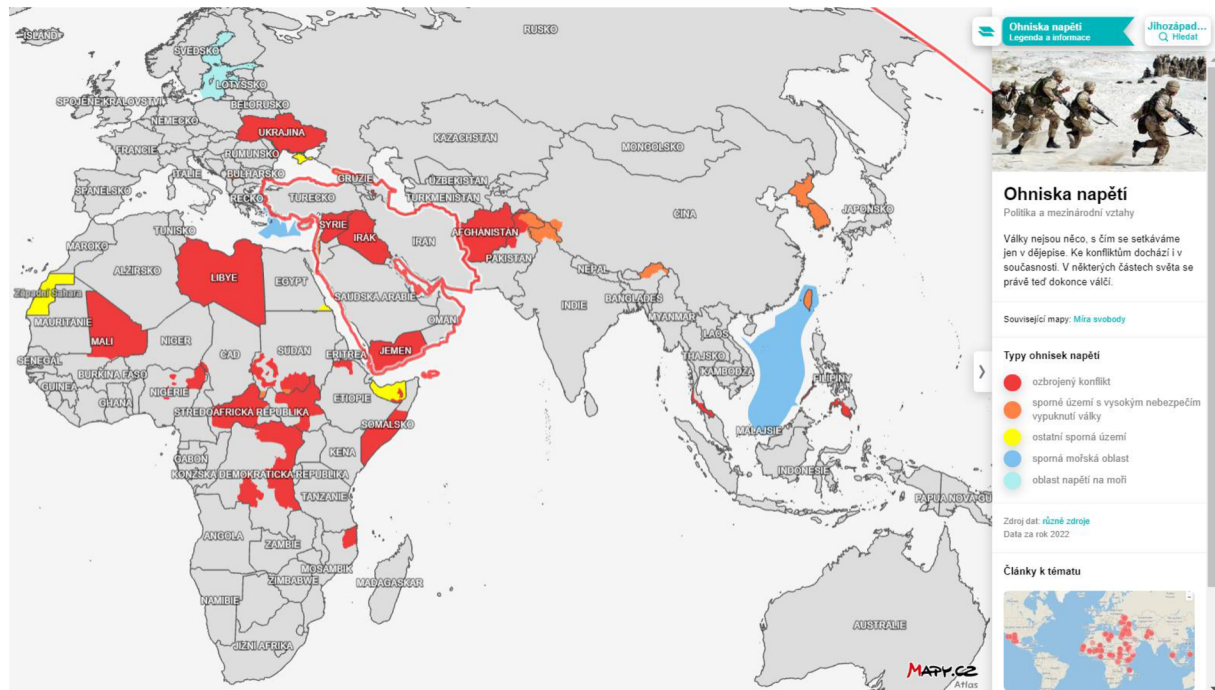 ISLAND
RUSKO
ŠVÉDSKO
LOTYŠSKO
SPOJENÉ KRÁLOVSTVÍ
BĚLORUSKO
NĚMECKO
UKRAJINA
KAZACHSTÁN
MONGOLSKO
FRANCIE
RUMUNSKO
ITÁLIE
BULHARSKO
GRUZIE
UZBEKISTÁN
ŠPANĚLSKO
ŘECKO
TURECKO
TURKMENISTÁN
ČÍNA
JAPONSKO
TUNISKO
SÝRIE
AFGHÁNISTÁN
MAROKO
IRÁK
ÍRÁN
PÁKISTÁN
ALŽÍRSKO
LIBYE
EGYPT
NEPÁL
Západní Sahara
SAÚDSKÁ ARÁBIE
INDIE
BANGLADÉŠ
MAURITÁNIE
OMÁN
MYANMAR
MALI
NIGER
LAOS
ČAD
SÚDÁN
ERITREA
JEMEN
SENEGAL
THAJSKO
BURKINA FASO
KAMBODŽA
GUINEA
NIGÉRIE
FILIPÍNY
GHANA
ETIOPIE
STŘEDOAFRICKÁ REPUBLIKA
SOMÁLSKO
MALAJSIE
GABON
KEŇA
KONŽSKÁ DEMOKRATICKÁ REPUBLIKA
INDONÉSIE
TANZANIE
PAPUA NOVÁ GU
ANGOLA
ZAMBIE
MOSAMBIK
ZIMBABWE
MADAGASKAR
NAMIBIE
AUSTRÁLIE
JIŽNÍ AFRIKA
MAPY.CZ
Atlas
Ohniska napětí
Legenda a informace
Jihozápad...
Hledat
Ohniska napětí
Politika a mezinárodní vztahy
Války nejsou něco, s čím se setkáváme
jen v dějepise. Ke konfliktům dochází i v
současnosti. V některých částech světa se
právě teď dokonce válčí.
Související mapy: Míra svobody
Typy ohnisek napětí
ozbrojený konflikt
sporné území s vysokým nebezpečím
vypuknutí války
ostatní sporná území
sporná mořská oblast
oblast napětí na moři
Zdroj dat: různé zdroje
Data za rok 2022
Články k tématu